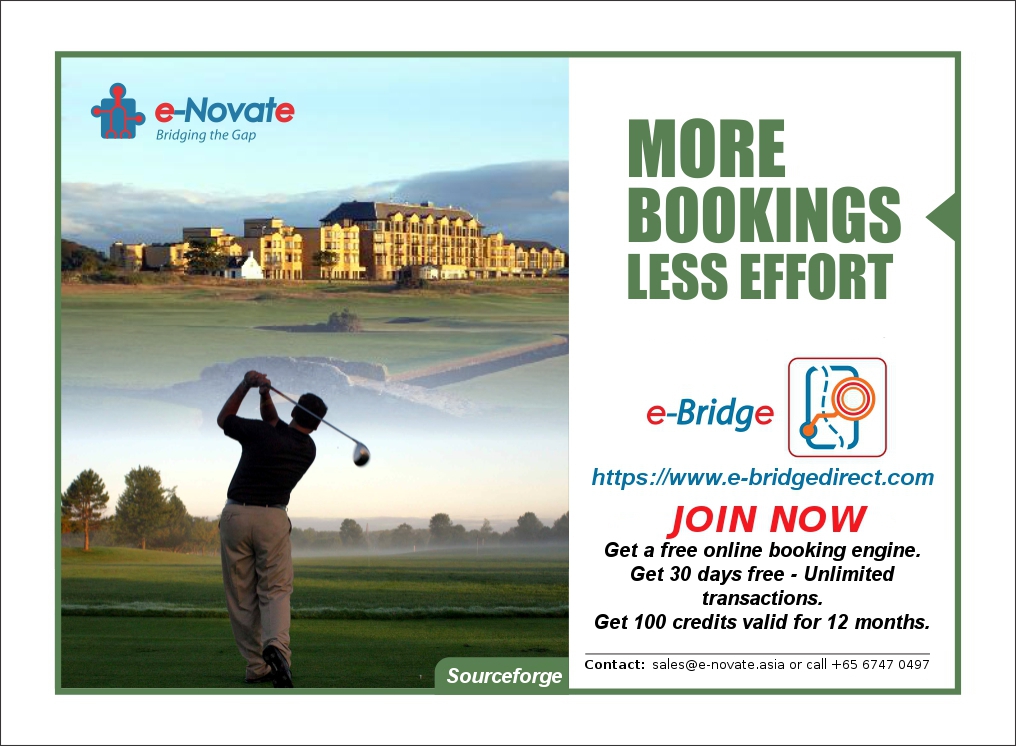 e-Novate
Bridging the Gap
MORE
BOOKINGS
LESS EFFORT
e-Bridge
https://www.e-bridgedirect.com
JOIN NOW
Get a free online booking engine.
Get 30 days free - Unlimited
transactions.
Get 100 credits valid for 12 months.
Contact: sales@e-novate.asia or call +65 6747 0497
Sourceforge